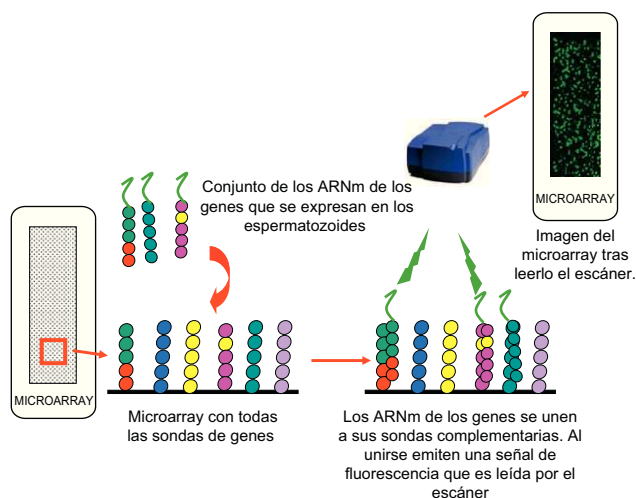 Conjunto de los ARNm de los
genes que se expresan en los
espermatozoides
MICROARRAY
Imagen del
microarray tras
leerlo el escáner.
MICROARRAY
Microarray con todas
las sondas de genes
Los ARNm de los genes se unen
a sus sondas complementarias. Al
unirse emiten una señal de
fluorescencia que es leída por el
escáner